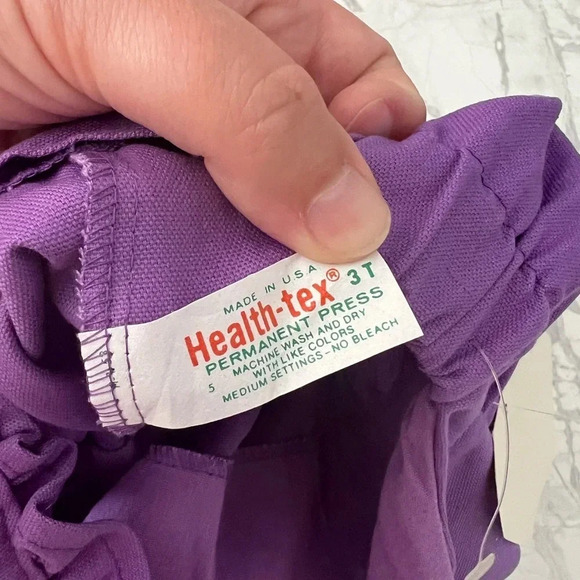 MADE IN U.S.A.
Health-tex® 3T
PERMANENT PRESS
MACHINE WASH AND DRY
5 WITH LIKE COLORS
MEDIUM SETTINGS - NO BLEACH